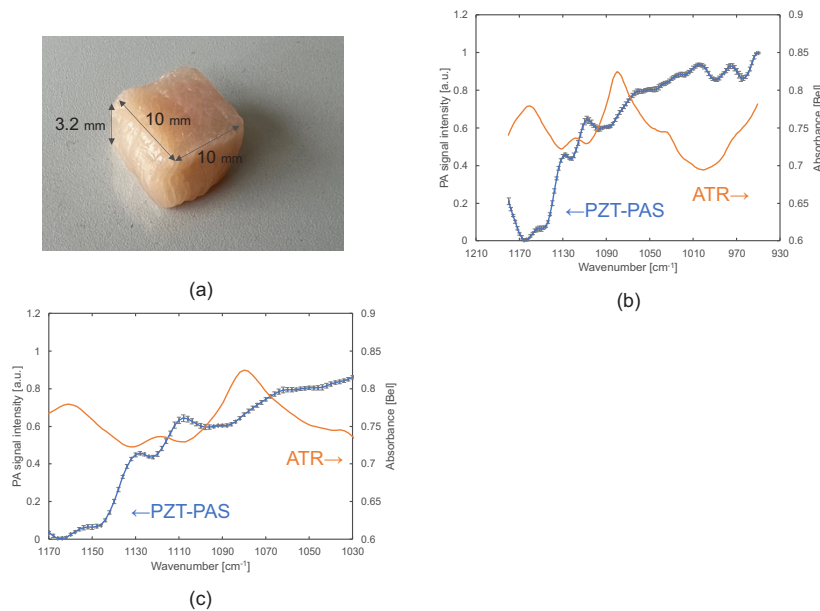 3.2 mm
10 mm
10 mm
(a)
1.2
1
0.8
0.6
0.4
0.2
0
PA signal intensity [a.u.]
0.9
0.85
0.8
0.75
0.7
0.65
0.6
Absorbance [Bel]
←PZT-PAS
ATR→
1210 1170 1130 1090 1050 1010 970 930
Wavenumber [cm⁻¹]
(b)
1.2
1
0.8
0.6
0.4
0.2
0
PA signal intensity [a.u.]
0.9
0.85
0.8
0.75
0.7
0.65
0.6
Absorbance [Bel]
ATR→
←PZT-PAS
1170 1150 1130 1110 1090 1070 1050 1030
Wavenumber [cm⁻¹]
(c)